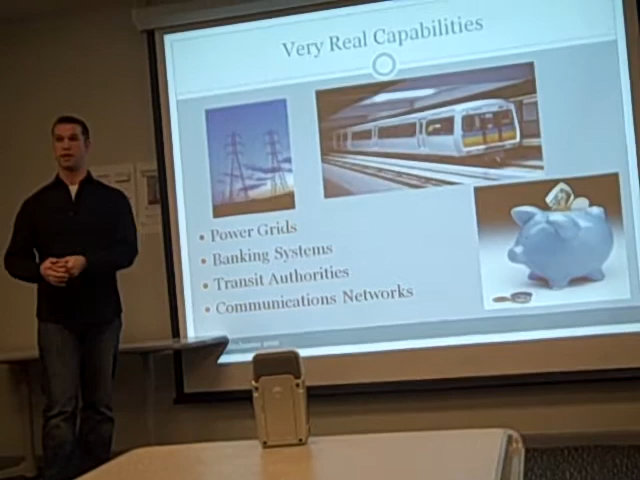 Very Real Capabilities
• Power Grids
• Banking Systems
• Transit Authorities
• Communications Networks